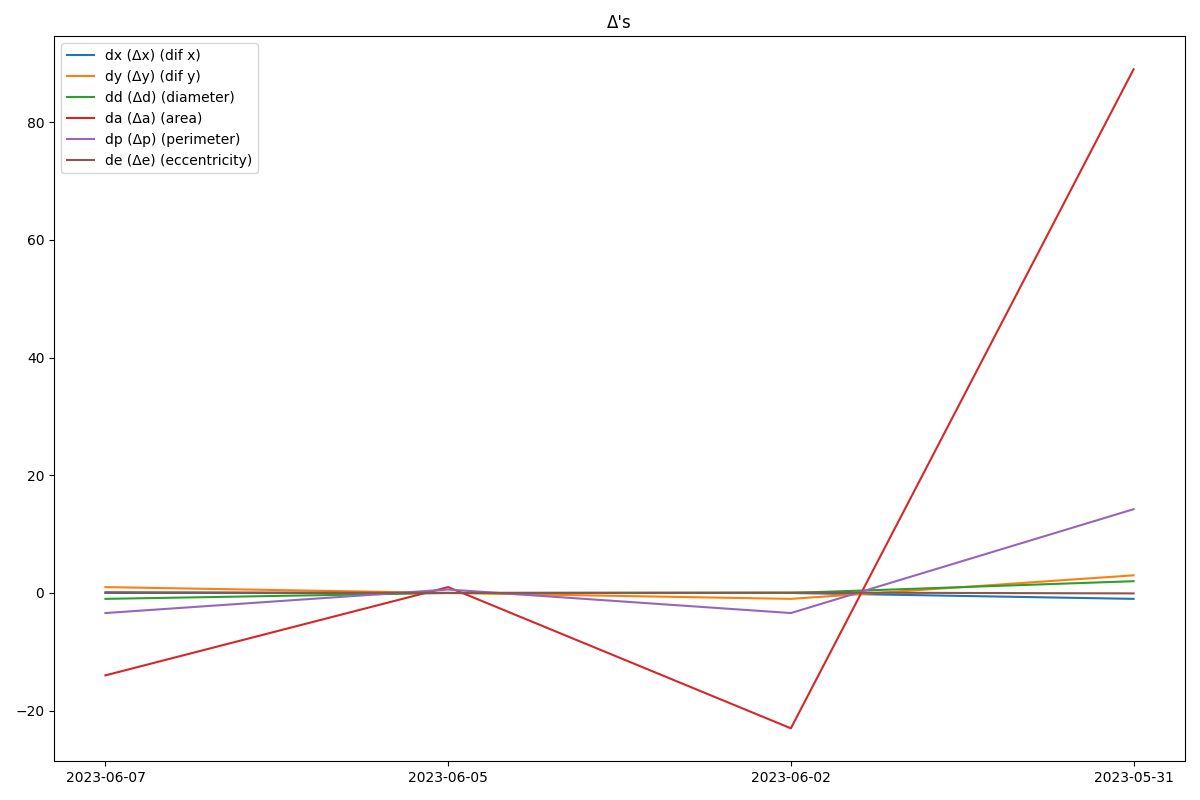 Δ's
dx (Δx) (dif x)
dy (Δy) (dif y)
dd (Δd) (diameter)
da (Δa) (area)
dp (Δp) (perimeter)
de (Δe) (eccentricity)
80
60
40
20
0
−20
2023-06-07 2023-06-05 2023-06-02 2023-05-31